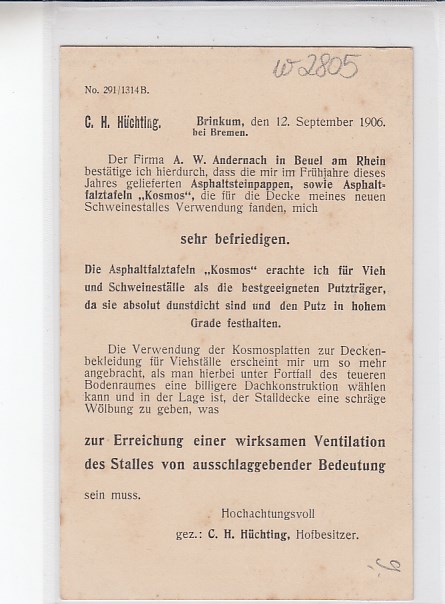 w 2805
No. 291/1314 B.
C. H. Hüchting. Brinkum, den 12. September 1906.
bei Bremen.
Der Firma A. W. Andernach in Beuel am Rhein
bestätige ich hierdurch, dass die mir im Frühjahre dieses
Jahres gelieferten Asphaltsteinpappen, sowie Asphalt-
falztafeln „Kosmos“, die für die Decke meines neuen
Schweinestalles Verwendung fanden, mich
sehr befriedigen.
Die Asphaltfalztafeln „Kosmos“ erachte ich für Vieh
und Schweineställe als die bestgeeigneten Putzträger,
da sie absolut dunstdicht sind und den Putz in hohem
Grade festhalten.
Die Verwendung der Kosmosplatten zur Decken-
bekleidung für Viehställe erscheint mir um so mehr
angebracht, als man hierbei unter Fortfall des teueren
Bodenraumes eine billigere Dachkonstruktion wählen
kann und in der Lage ist, der Stalldecke eine schräge
Wölbung zu geben, was
zur Erreichung einer wirksamen Ventilation
des Stalles von ausschlaggebender Bedeutung
sein muss.
Hochachtungsvoll
gez.: C. H. Hüchting, Hofbesitzer.